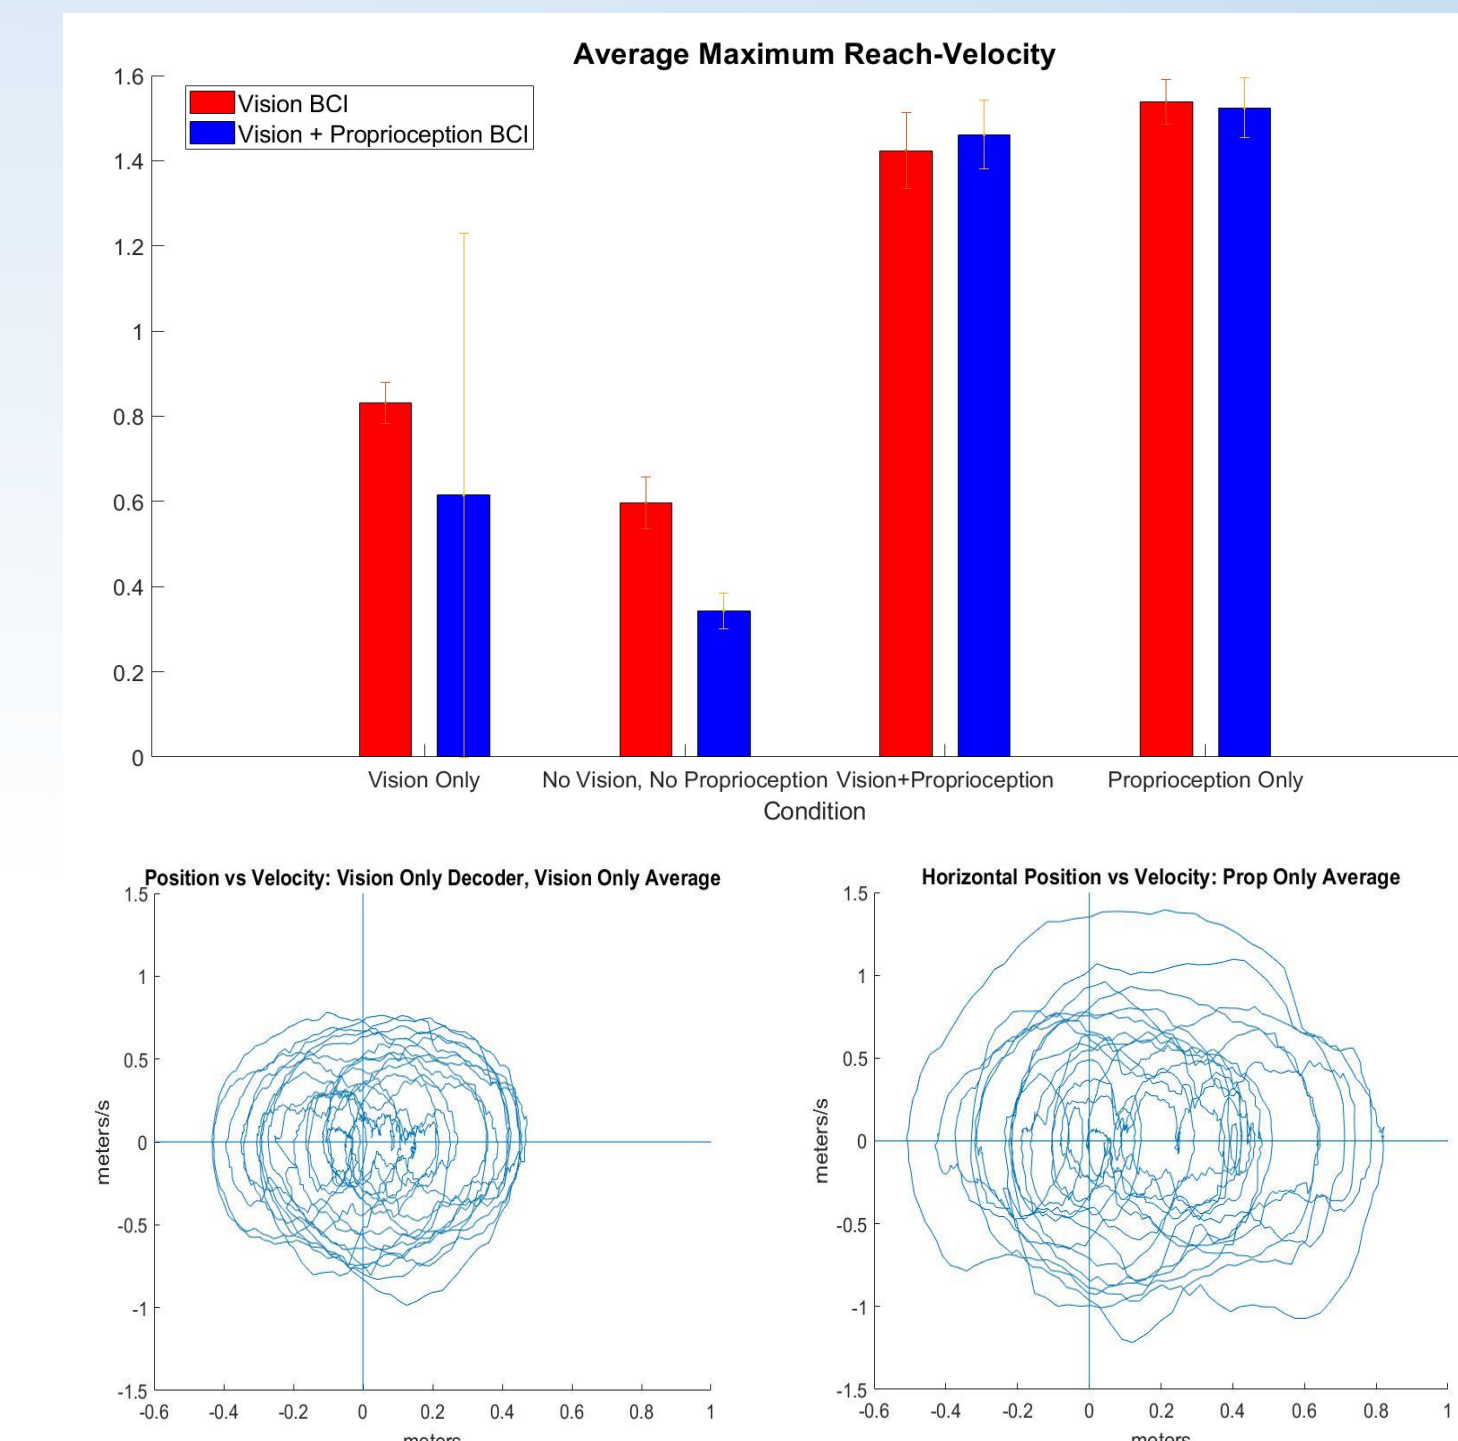 Average Maximum Reach-Velocity
Vision BCI
Vision + Proprioception BCI
1.6
1.4
1.2
1
0.8
0.6
0.4
0.2
0
Vision Only
No Vision, No Proprioception
Vision+Proprioception
Proprioception Only
Condition
Position vs Velocity: Vision Only Decoder, Vision Only Average
1.5
1
0.5
0
-0.5
-1
-1.5
meters/s
-0.6 -0.4 -0.2 0 0.2 0.4 0.6 0.8 1
meters
Horizontal Position vs Velocity: Prop Only Average
1.5
1
0.5
0
-0.5
-1
-1.5
meters/s
-0.6 -0.4 -0.2 0 0.2 0.4 0.6 0.8 1
meters